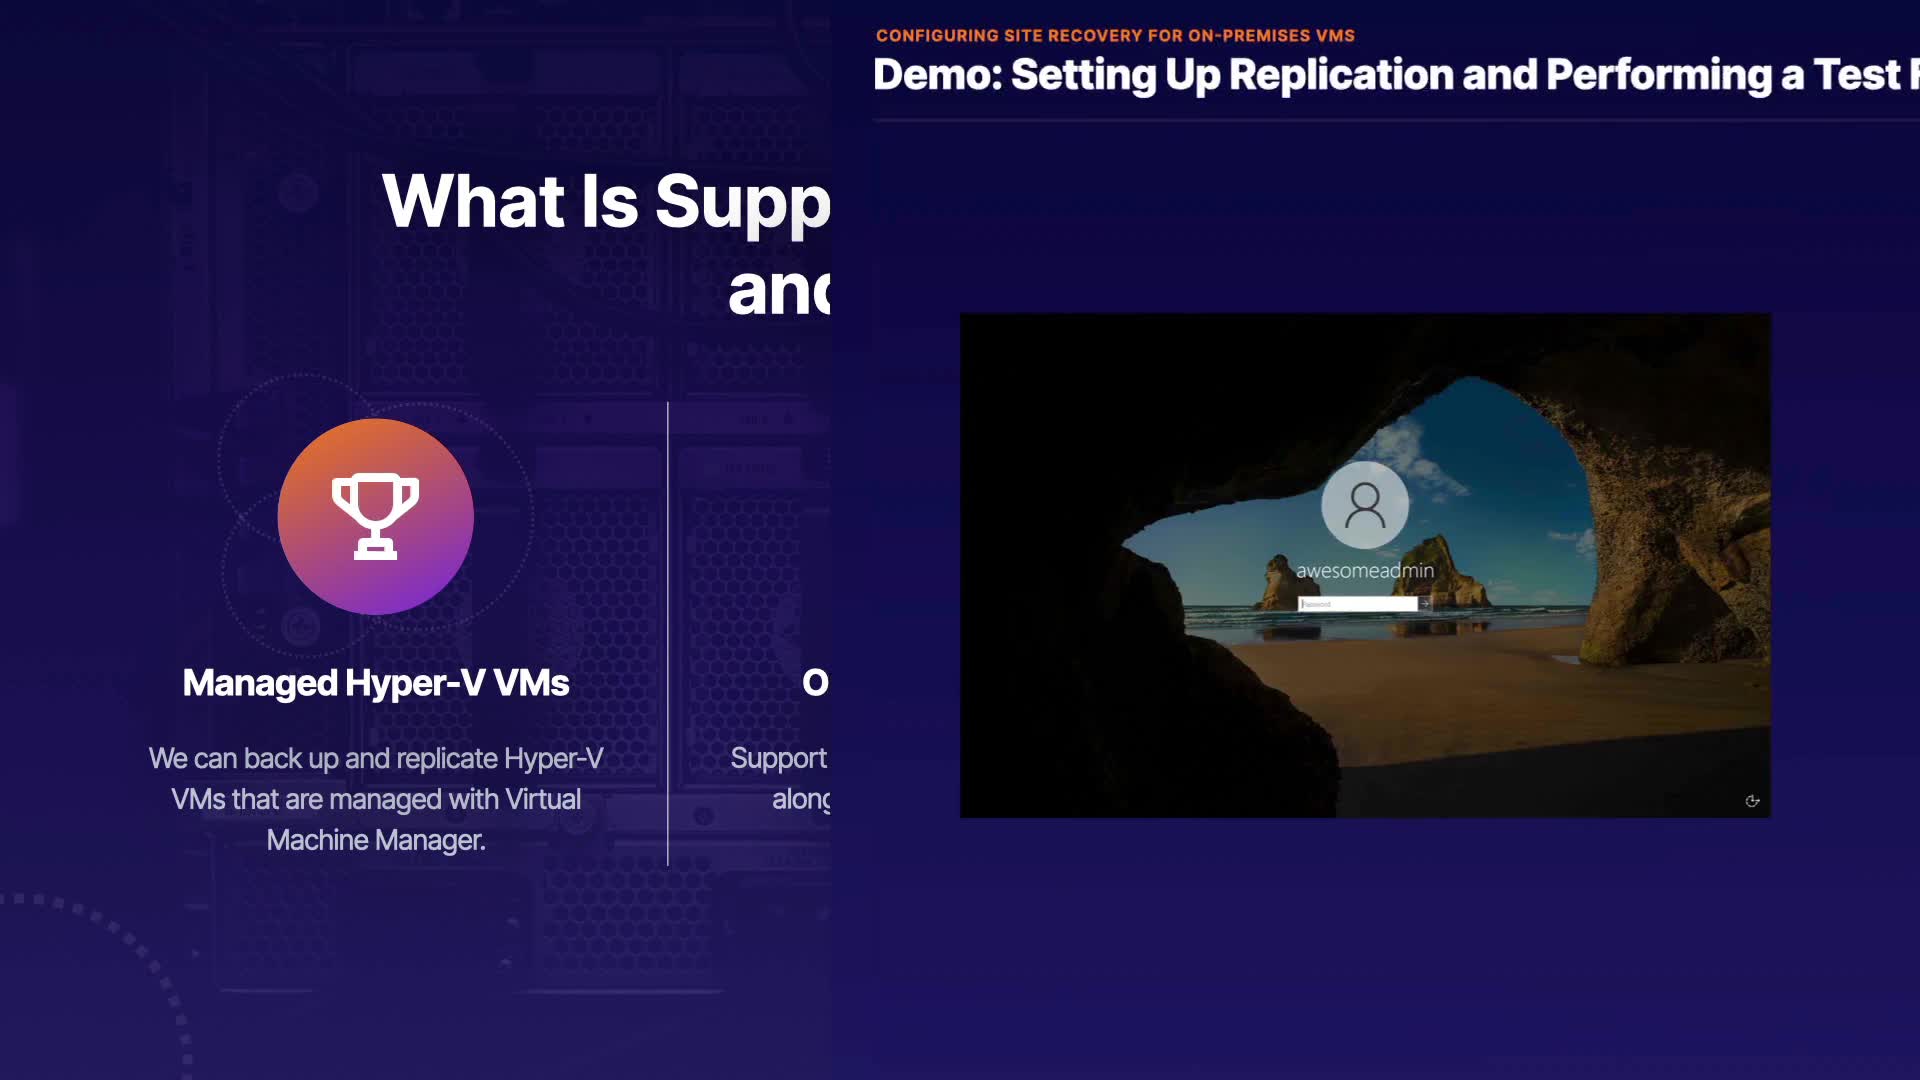 What Is Supp
and
Managed Hyper-V VMs
We can back up and replicate Hyper-V
VMs that are managed with Virtual
Machine Manager.
O
Support
along
CONFIGURING SITE RECOVERY FOR ON-PREMISES VMS
Demo: Setting Up Replication and Performing a Test F
awesomeadmin
Password